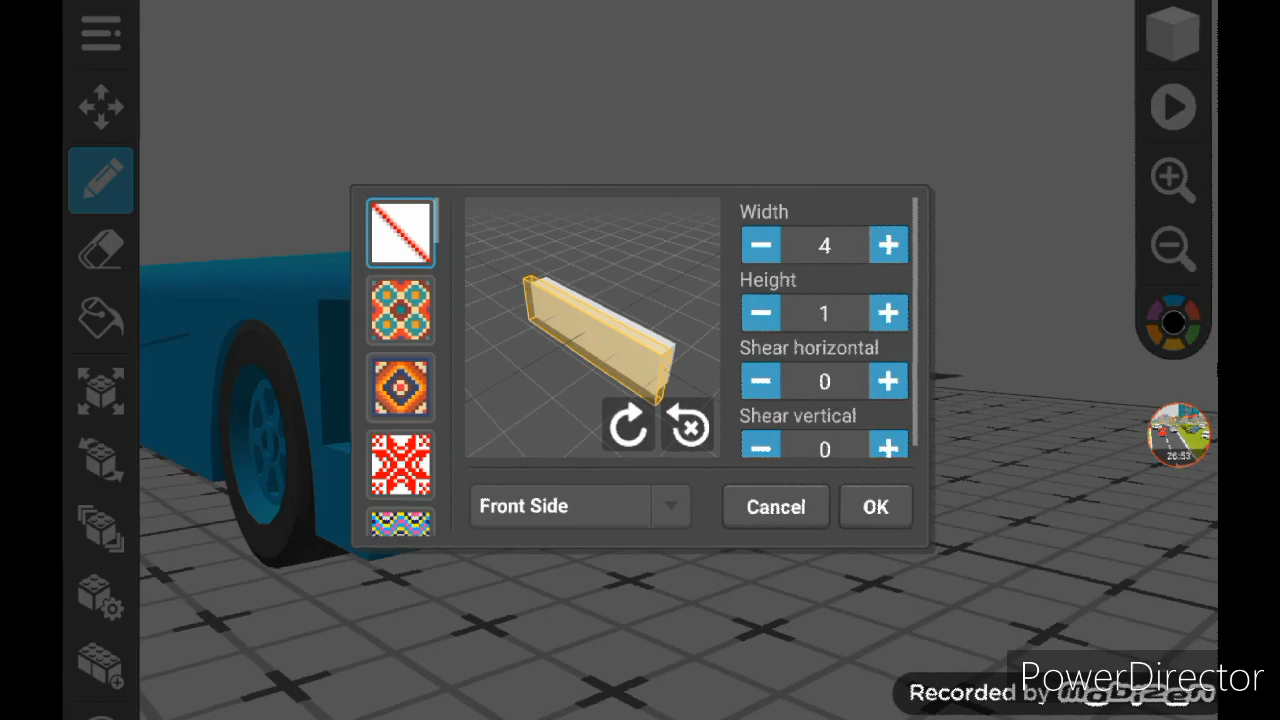 Width
4
Height
1
Shear horizontal
0
Shear vertical
0
Front Side
Cancel
OK
26:53
PowerDirector
Recorded by mobizen